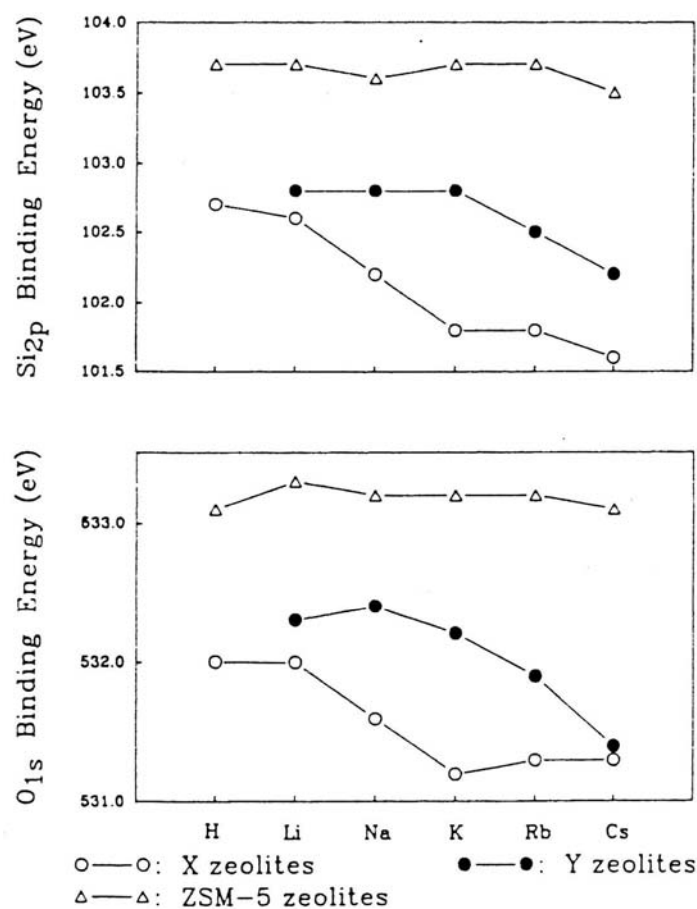 Si2p Binding Energy (eV)
104.0
103.5
103.0
102.5
102.0
101.5
O1s Binding Energy (eV)
533.0
532.0
531.0
H Li Na K Rb Cs
○—○: X zeolites ●—●: Y zeolites
△—△: ZSM-5 zeolites